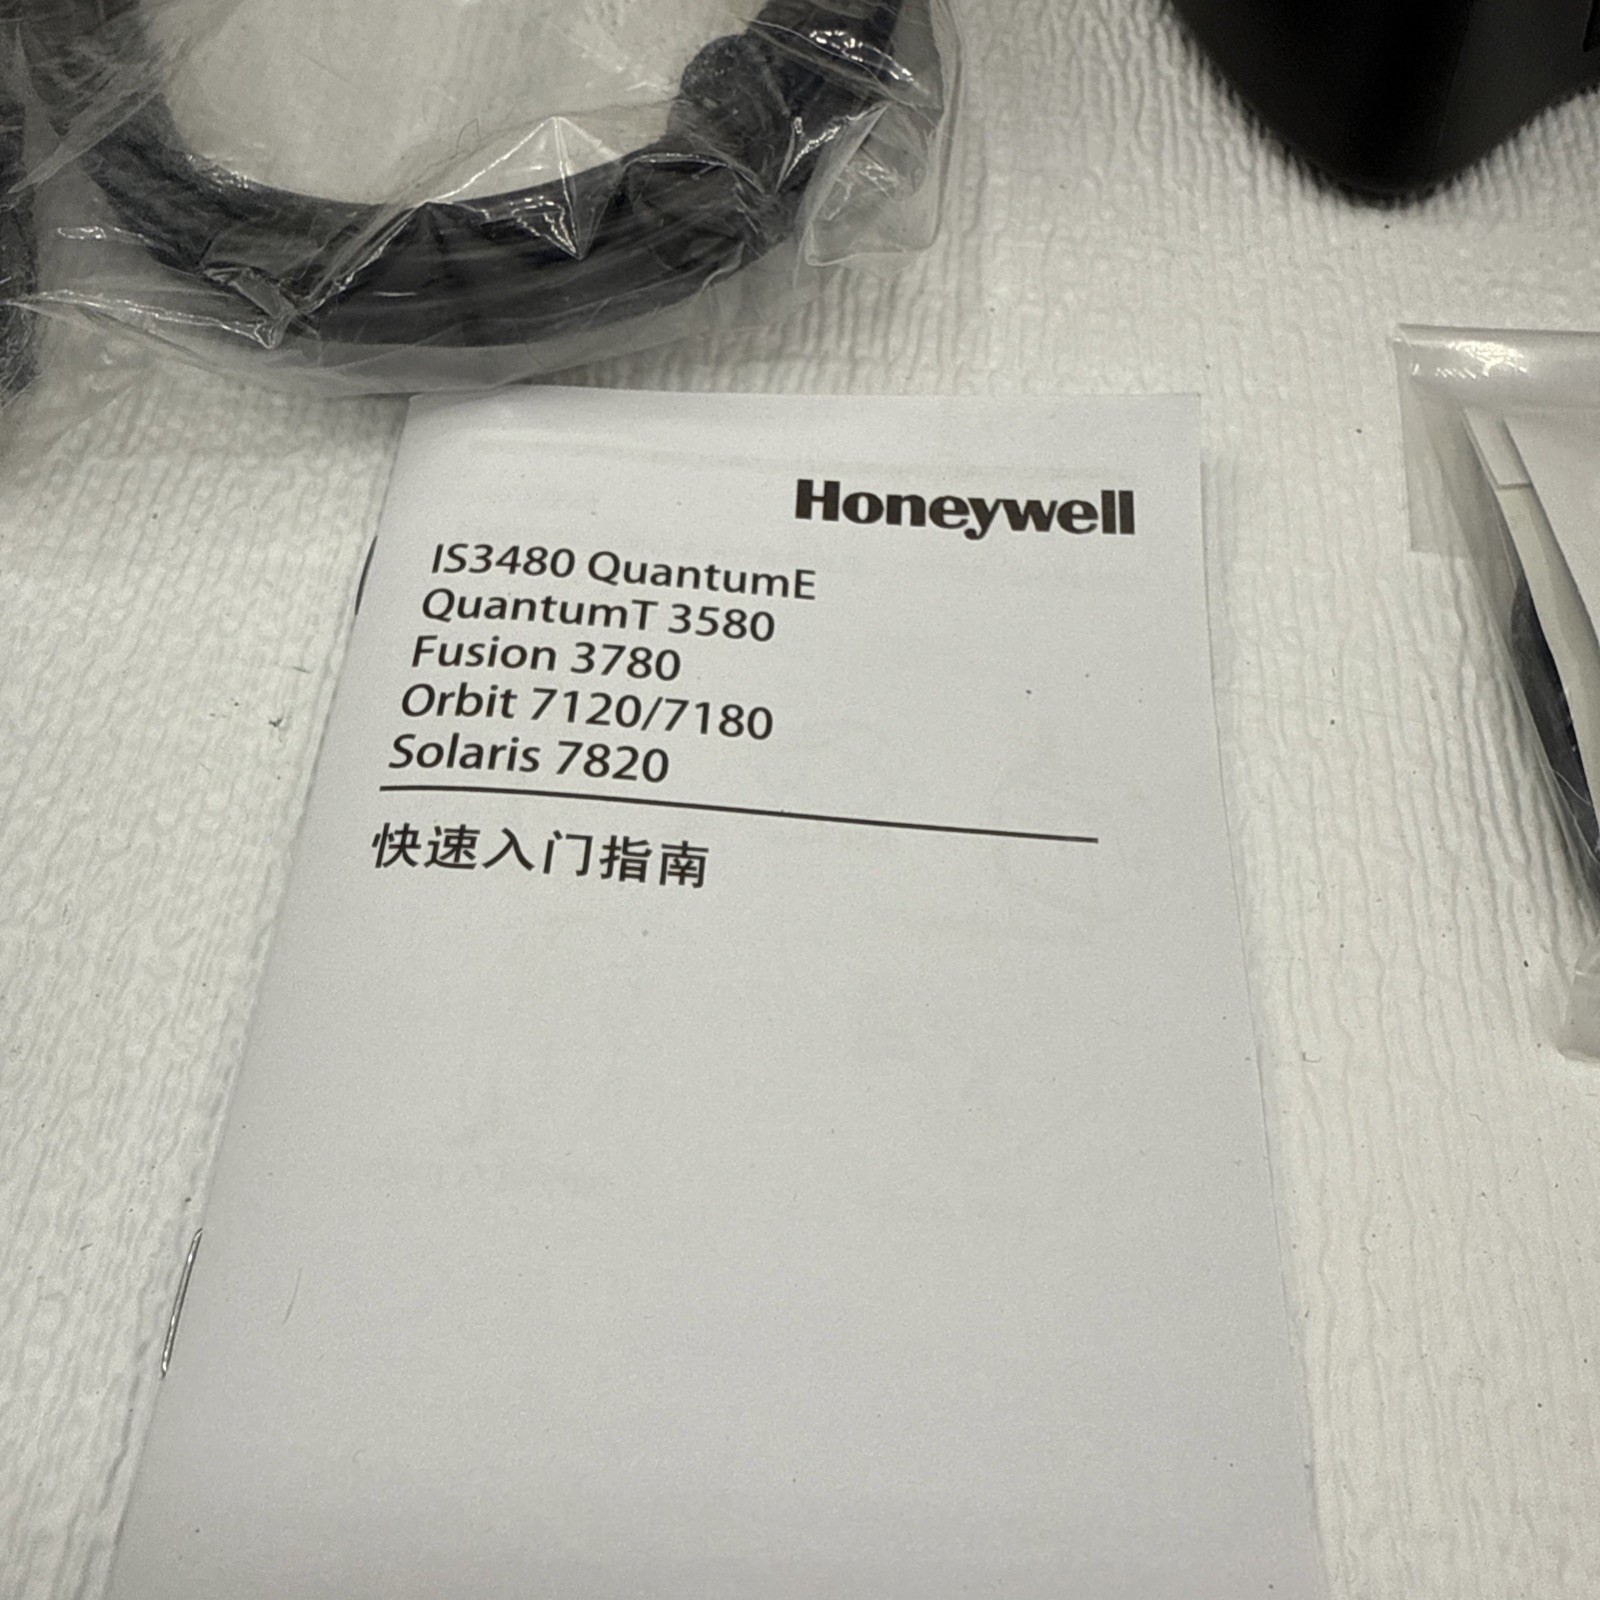 Honeywell
IS3480 QuantumE
QuantumT 3580
Fusion 3780
Orbit 7120/7180
Solaris 7820
快速入门指南